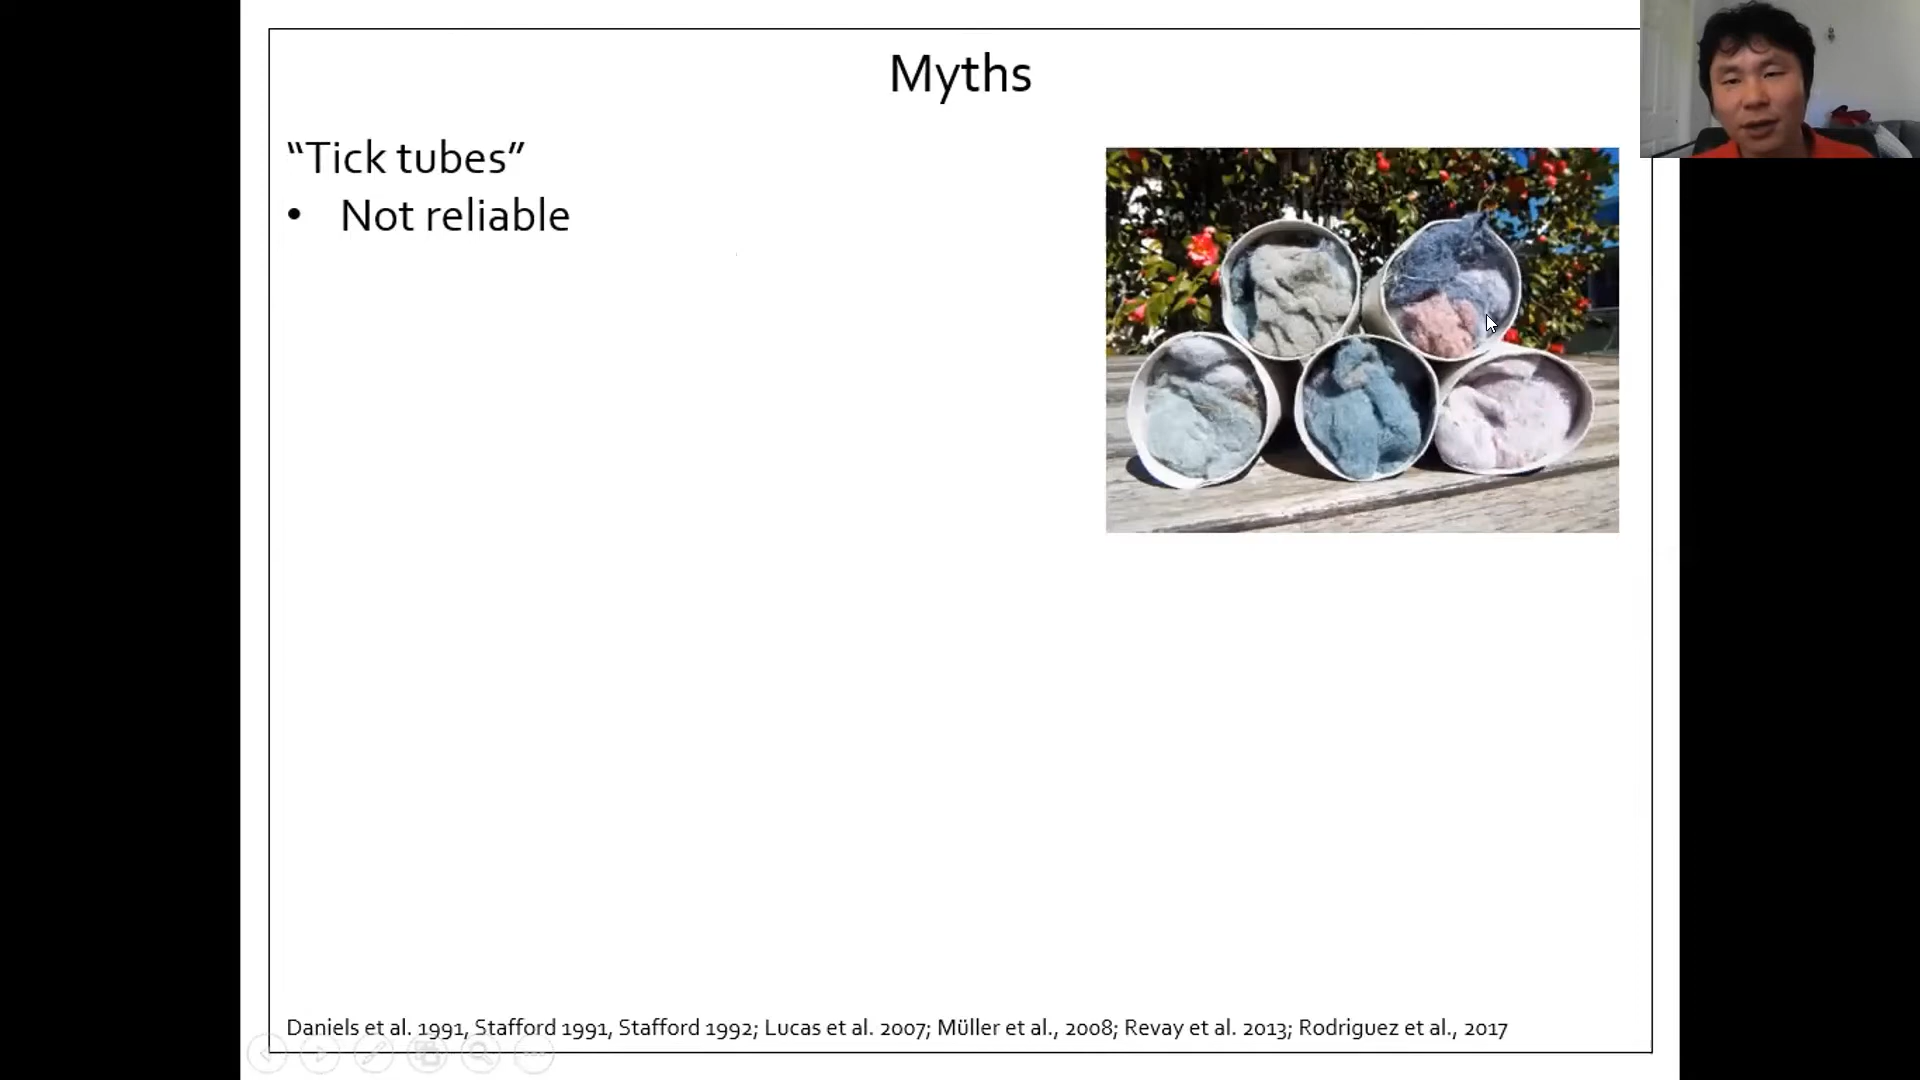 Myths
“Tick tubes”
• Not reliable
Daniels et al. 1991, Stafford 1991, Stafford 1992; Lucas et al. 2007; Müller et al., 2008; Revay et al. 2013; Rodriguez et al., 2017